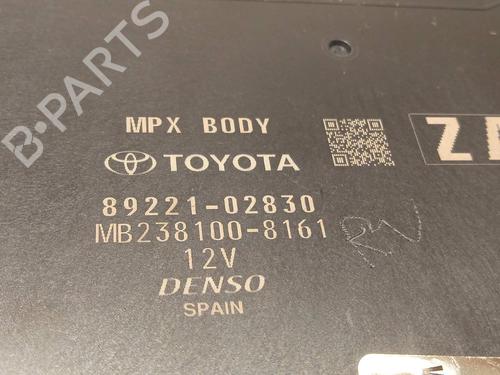 B-PARTS
MPX BODY
TOYOTA
89221-02830
MB238100-8161
12V
DENSO
SPAIN